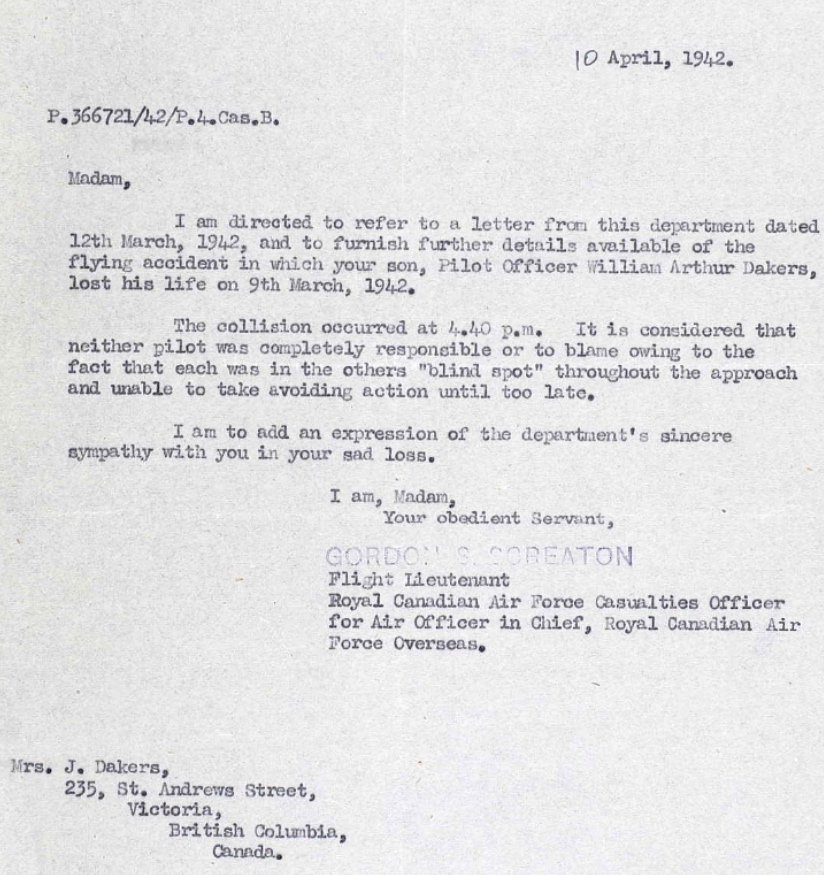 10 April, 1942.
P.366721/42/P.4.Cas.B.
Madam,
I am directed to refer to a letter from this department dated
12th March, 1942, and to furnish further details available of the
flying accident in which your son, Pilot Officer William Arthur Dakers,
lost his life on 9th March, 1942.
The collision occurred at 4.40 p.m. It is considered that
neither pilot was completely responsible or to blame owing to the
fact that each was in the others "blind spot" throughout the approach
and unable to take avoiding action until too late.
I am to add an expression of the department's sincere
sympathy with you in your sad loss.
I am, Madam,
Your obedient Servant,
GORDON S. SCREATON
Flight Lieutenant
Royal Canadian Air Force Casualties Officer
for Air Officer in Chief, Royal Canadian Air
Force Overseas.
Mrs. J. Dakers,
235, St. Andrews Street,
Victoria,
British Columbia,
Canada.